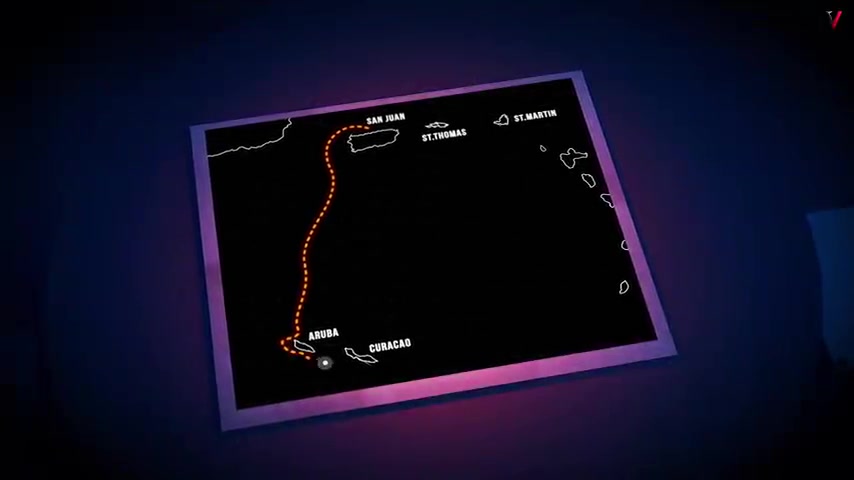 SAN JUAN
ST.THOMAS
ST.MARTIN
ARUBA
CURACAO
V